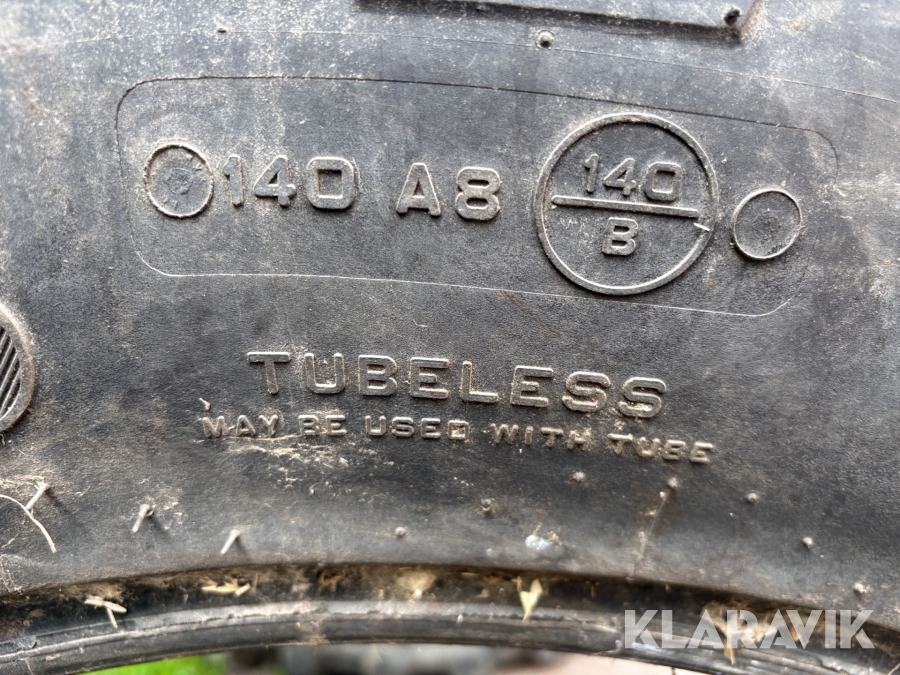 140 A8 140
B
TUBELESS
MAY BE USED WITH TUBE
KLARAVIK